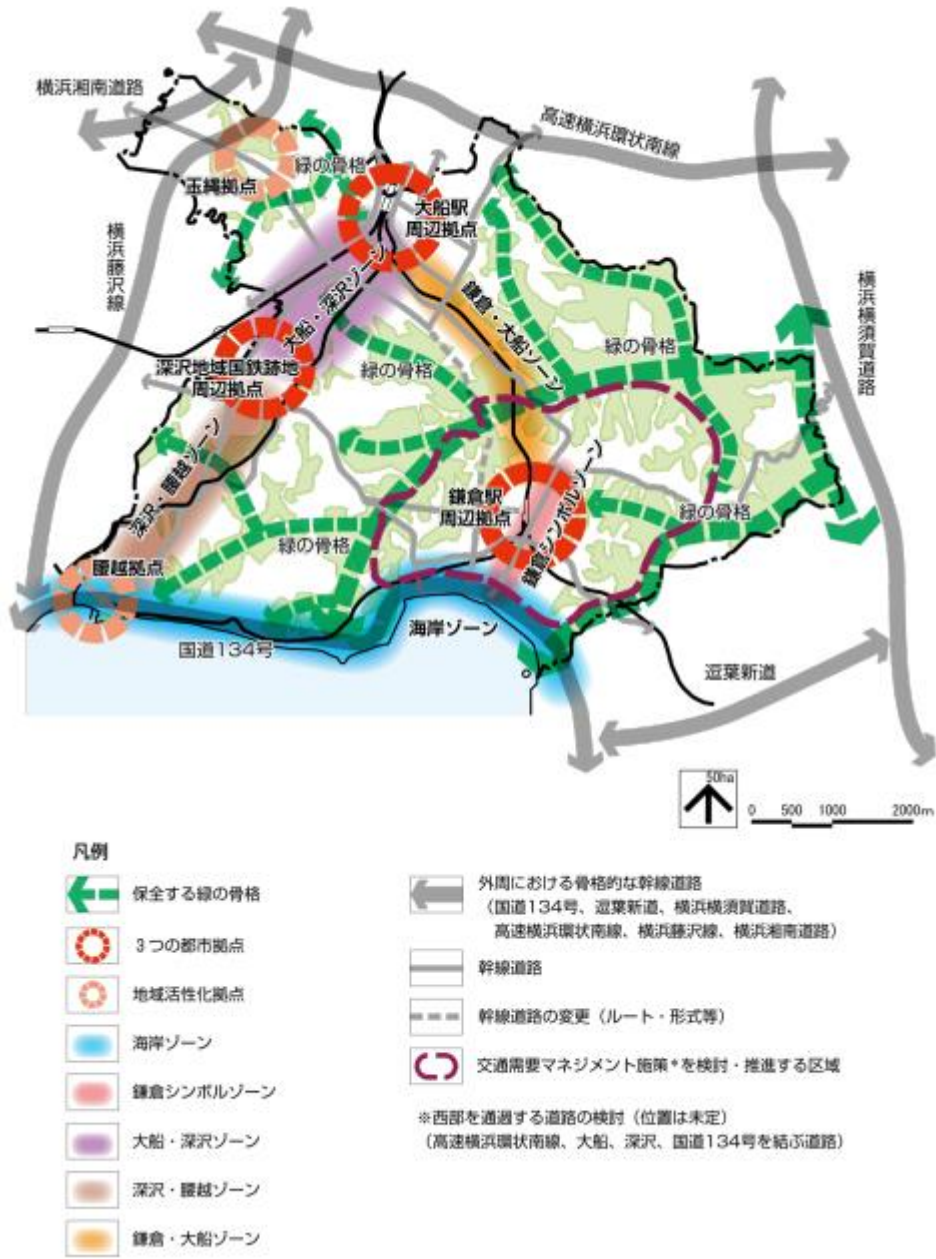 横浜湘南道路
高速横浜環状南線
緑の骨格
玉縄拠点
大船駅
周辺拠点
横浜藤沢線
大船・深沢ゾーン
鎌倉・大船ゾーン
横浜横須賀道路
深沢地域国鉄跡地
周辺拠点
緑の骨格
緑の骨格
深沢・腰越ゾーン
鎌倉駅
周辺拠点
鎌倉シンボルゾーン
緑の骨格
緑の骨格
腰越拠点
海岸ゾーン
国道134号
逗葉新道
50ha
0 500 1000 2000m
凡例
保全する緑の骨格
3つの都市拠点
地域活性化拠点
海岸ゾーン
鎌倉シンボルゾーン
大船・深沢ゾーン
深沢・腰越ゾーン
鎌倉・大船ゾーン
外周における骨格的な幹線道路
(国道134号、逗葉新道、横浜横須賀道路、
高速横浜環状南線、横浜藤沢線、横浜湘南道路)
幹線道路
幹線道路の変更(ルート・形式等)
交通需要マネジメント施策*を検討・推進する区域
※西部を通過する道路の検討(位置は未定)
(高速横浜環状南線、大船、深沢、国道134号を結ぶ道路)